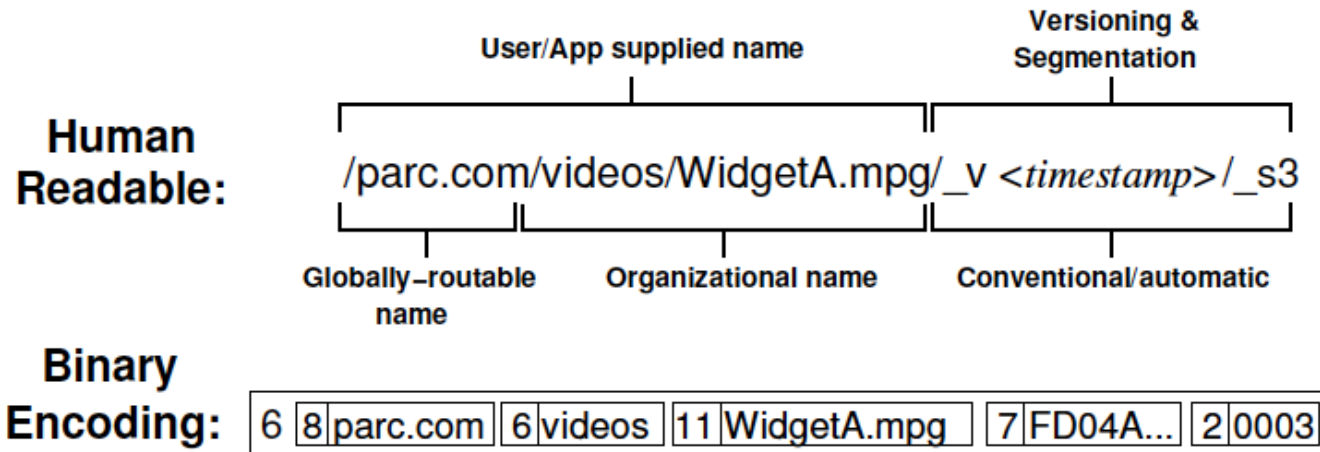 Versioning &
User/App supplied name Segmentation
Human
Readable: /parc.com/videos/WidgetA.mpg/_v <timestamp>/_s3
Globally-routable Organizational name Conventional/automatic
name
Binary
Encoding: 6 8 parc.com 6 videos 11 WidgetA.mpg 7 FD04A... 2 0003